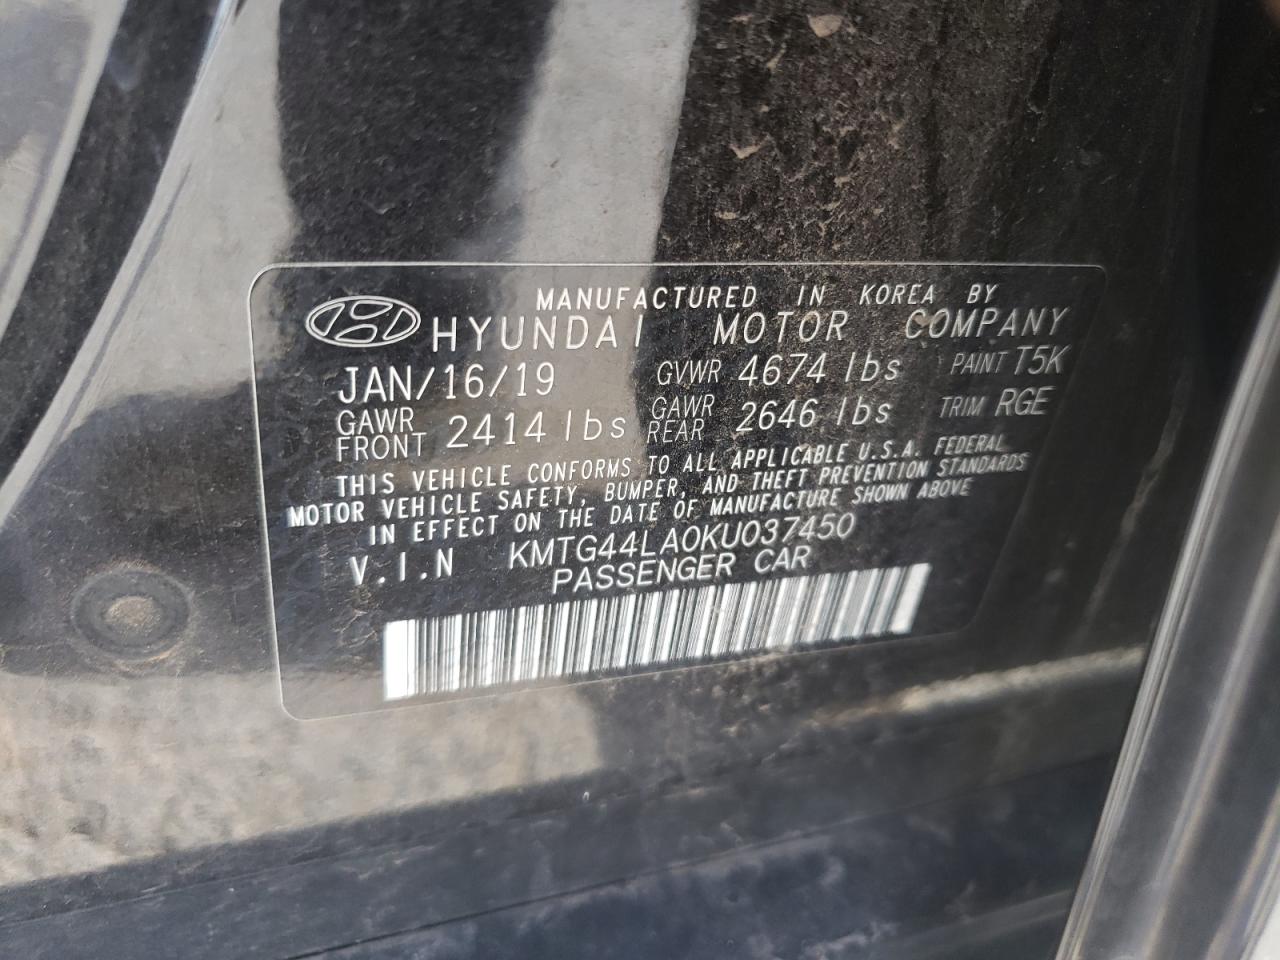 MANUFACTURED IN KOREA BY
HYUNDAI MOTOR COMPANY
JAN/16/19 GVWR 4674 lbs PAINT T5K
GAWR FRONT 2414 lbs GAWR REAR 2646 lbs TRIM RGE
THIS VEHICLE CONFORMS TO ALL APPLICABLE U.S.A. FEDERAL
MOTOR VEHICLE SAFETY, BUMPER, AND THEFT PREVENTION STANDARDS
IN EFFECT ON THE DATE OF MANUFACTURE SHOWN ABOVE
V.I.N KMTG44LA0KU037450
PASSENGER CAR